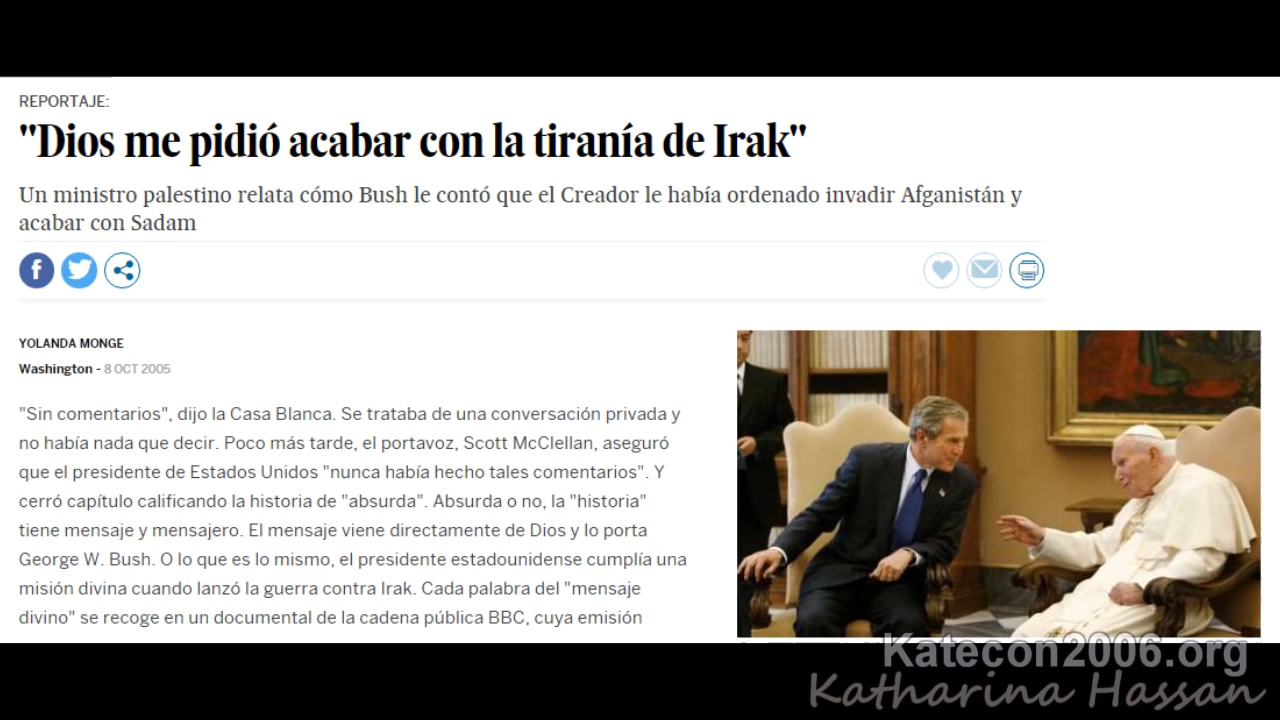 REPORTAJE:
"Dios me pidió acabar con la tiranía de Irak"
Un ministro palestino relata cómo Bush le contó que el Creador le había ordenado invadir Afganistán y
acabar con Sadam
YOLANDA MONGE
Washington - 8 OCT 2005
"Sin comentarios", dijo la Casa Blanca. Se trataba de una conversación privada y
no había nada que decir. Poco más tarde, el portavoz, Scott McClellan, aseguró
que el presidente de Estados Unidos "nunca había hecho tales comentarios". Y
cerró capítulo calificando la historia de "absurda". Absurda o no, la "historia"
tiene mensaje y mensajero. El mensaje viene directamente de Dios y lo porta
George W. Bush. O lo que es lo mismo, el presidente estadounidense cumplía una
misión divina cuando lanzó la guerra contra Irak. Cada palabra del "mensaje
divino" se recoge en un documental de la cadena pública BBC, cuya emisión
Katecon2006.org
Katharina Hassan